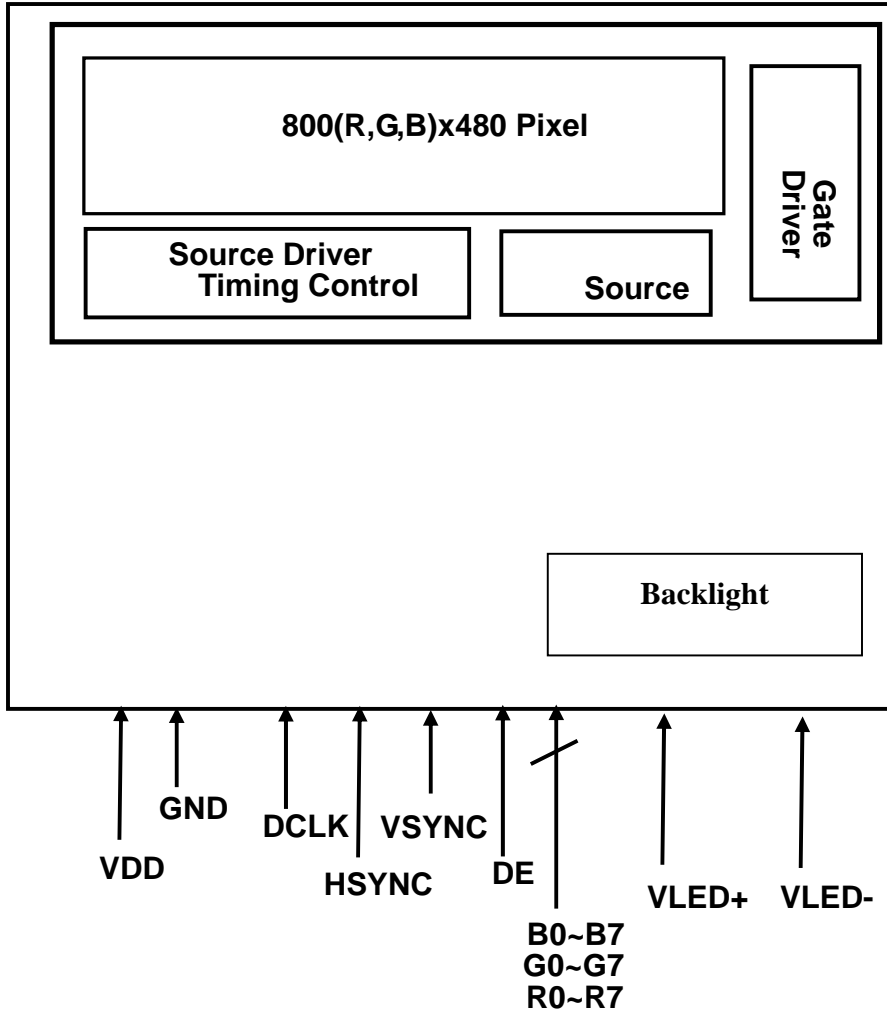 800(R,G,B)x480 Pixel
Gate
Driver
Source Driver
Timing Control
Source
Backlight
GND
DCLK
VSYNC
VDD
HSYNC
DE
VLED+
VLED-
B0~B7
G0~G7
R0~R7